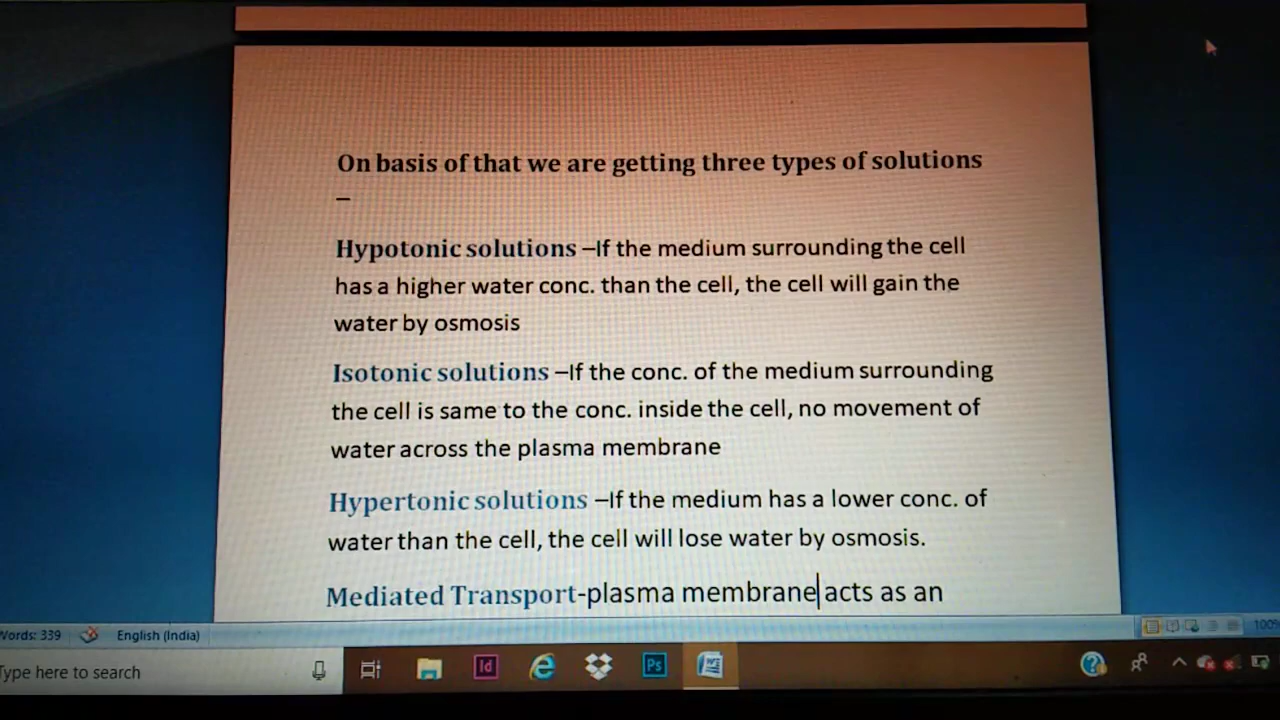 On basis of that we are getting three types of solutions
–
Hypotonic solutions –If the medium surrounding the cell
has a higher water conc. than the cell, the cell will gain the
water by osmosis
Isotonic solutions –If the conc. of the medium surrounding
the cell is same to the conc. inside the cell, no movement of
water across the plasma membrane
Hypertonic solutions –If the medium has a lower conc. of
water than the cell, the cell will lose water by osmosis.
Mediated Transport-plasma membrane acts as an
Words: 339 English (India) 100%
Type here to search
Id Ps